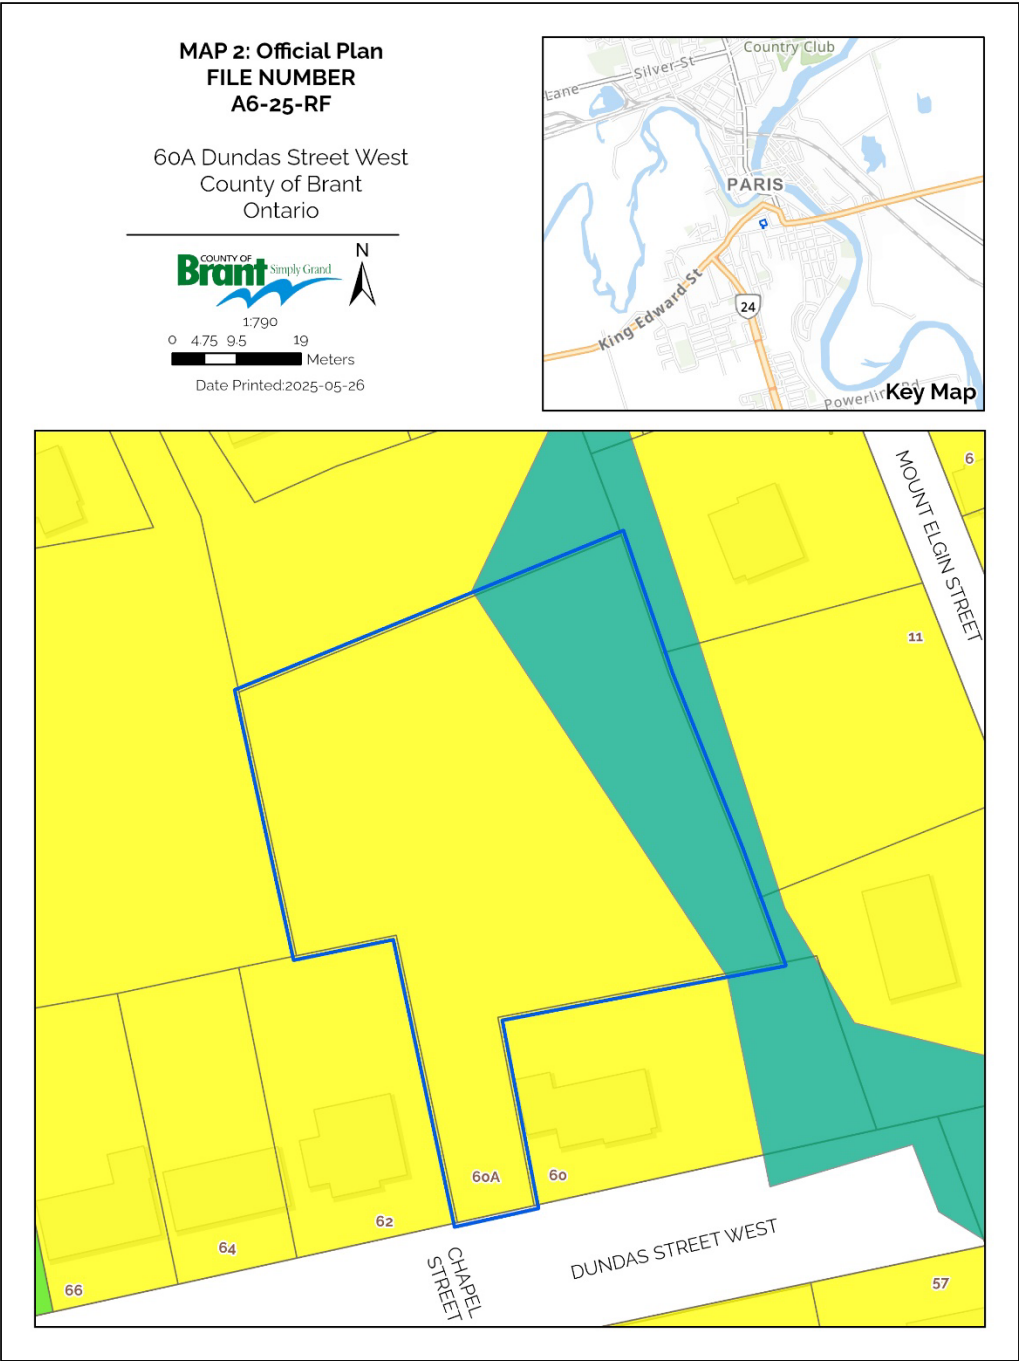 MAP 2: Official Plan
FILE NUMBER
A6-25-RF
60A Dundas Street West
County of Brant
Ontario
COUNTY OF
Brant Simply Grand
N
1:790
0 4.75 9.5 19
Meters
Date Printed:2025-05-26
Country Club
Silver St
Lane
PARIS
24
King Edward St
Key Map
6
MOUNT ELGIN STREET
11
60A
60
62
64
66
CHAPEL
STREET
DUNDAS STREET WEST
57